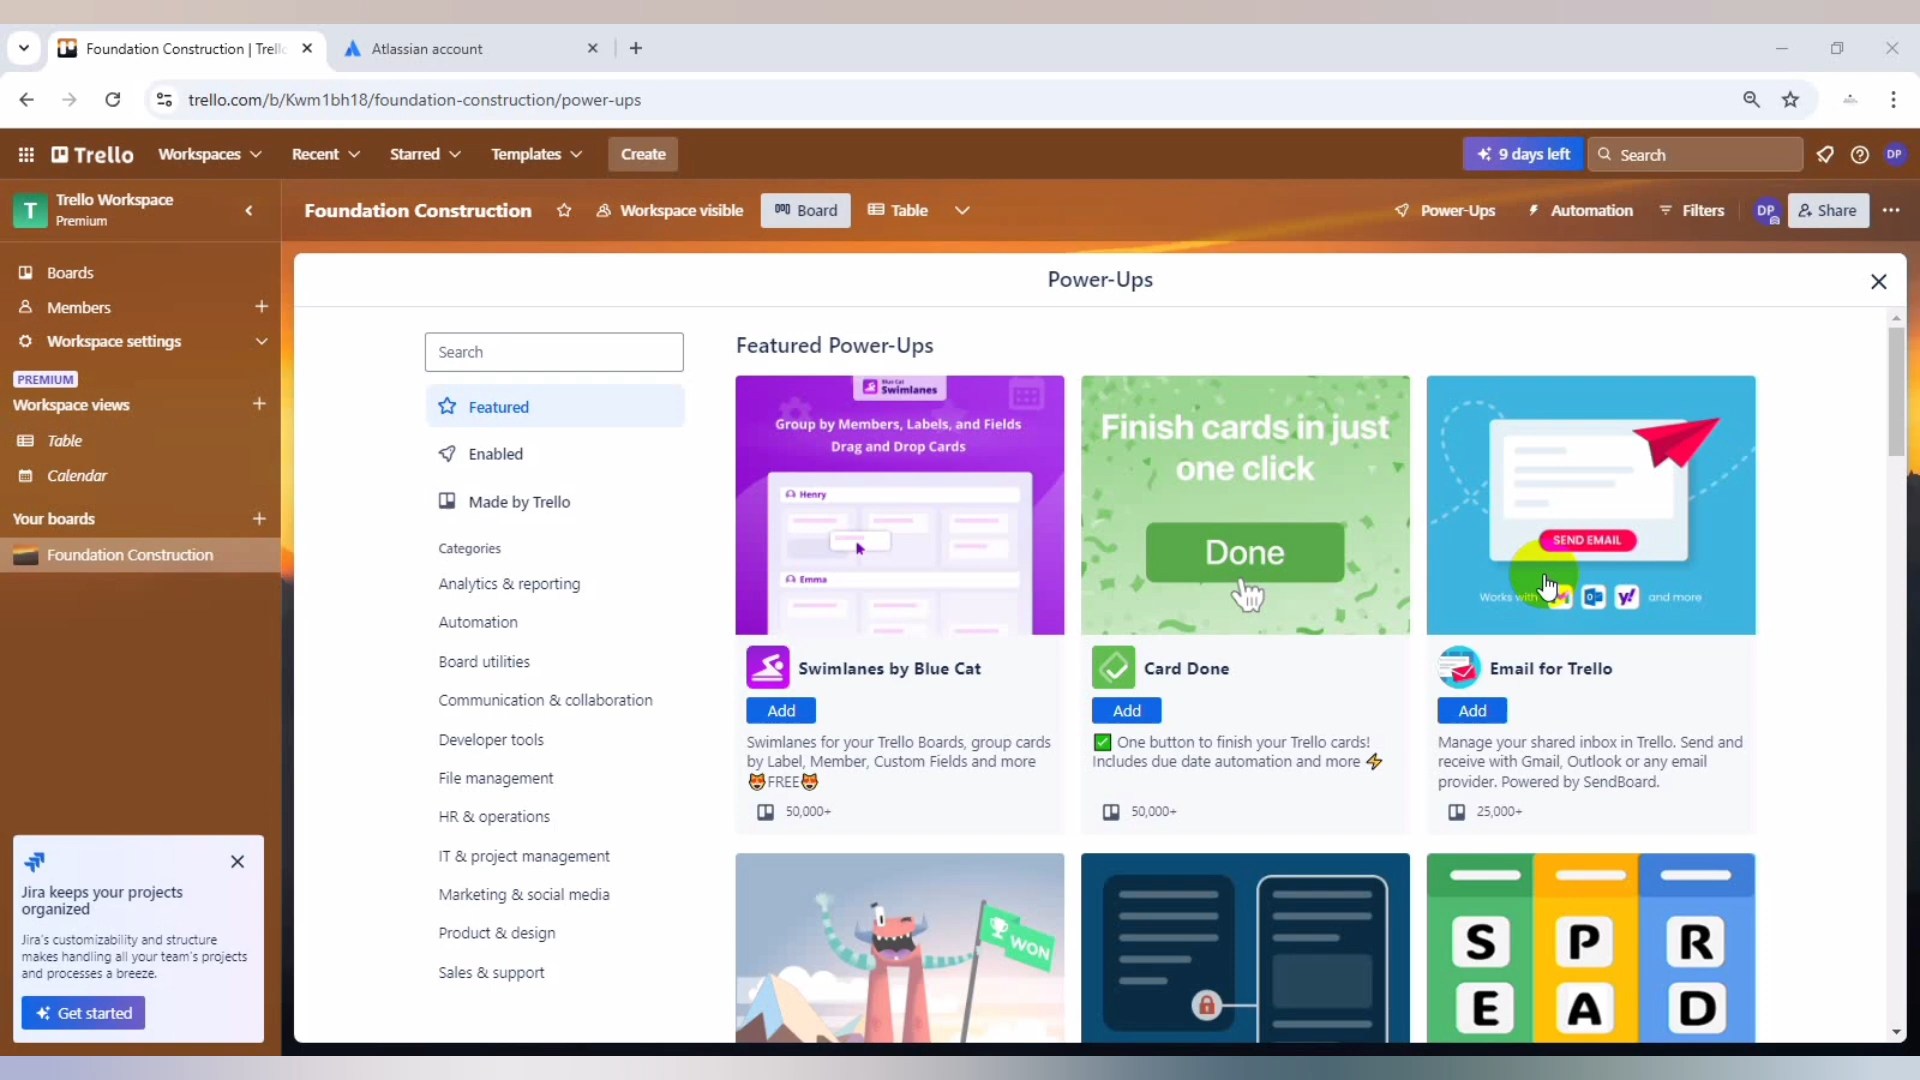 Foundation Construction | Trello
Atlassian account
trello.com/b/Kwm1bh18/foundation-construction/power-ups
Trello
Workspaces
Recent
Starred
Templates
Create
9 days left
Search
DP
T
Trello Workspace
Premium
Foundation Construction
Workspace visible
Board
Table
Power-Ups
Automation
Filters
DP
Share
Boards
Members
Workspace settings
PREMIUM
Workspace views
Table
Calendar
Your boards
Foundation Construction
Jira keeps your projects
organized
Jira's customizability and structure
makes handling all your team's projects
and processes a breeze.
Get started
Power-Ups
Search
Featured
Enabled
Made by Trello
Categories
Analytics & reporting
Automation
Board utilities
Communication & collaboration
Developer tools
File management
HR & operations
IT & project management
Marketing & social media
Product & design
Sales & support
Featured Power-Ups
Blue Cat
Swimlanes
Group by Members, Labels, and Fields
Drag and Drop Cards
Henry
Emma
Swimlanes by Blue Cat
Add
Swimlanes for your Trello Boards, group cards
by Label, Member, Custom Fields and more
😻FREE😻
50,000+
Finish cards in just
one click
Done
Card Done
Add
✅ One button to finish your Trello cards!
Includes due date automation and more ⚡
50,000+
SEND EMAIL
Works with
y!
and more
Email for Trello
Add
Manage your shared inbox in Trello. Send and
receive with Gmail, Outlook or any email
provider. Powered by SendBoard.
25,000+
WON
S P R
E A D